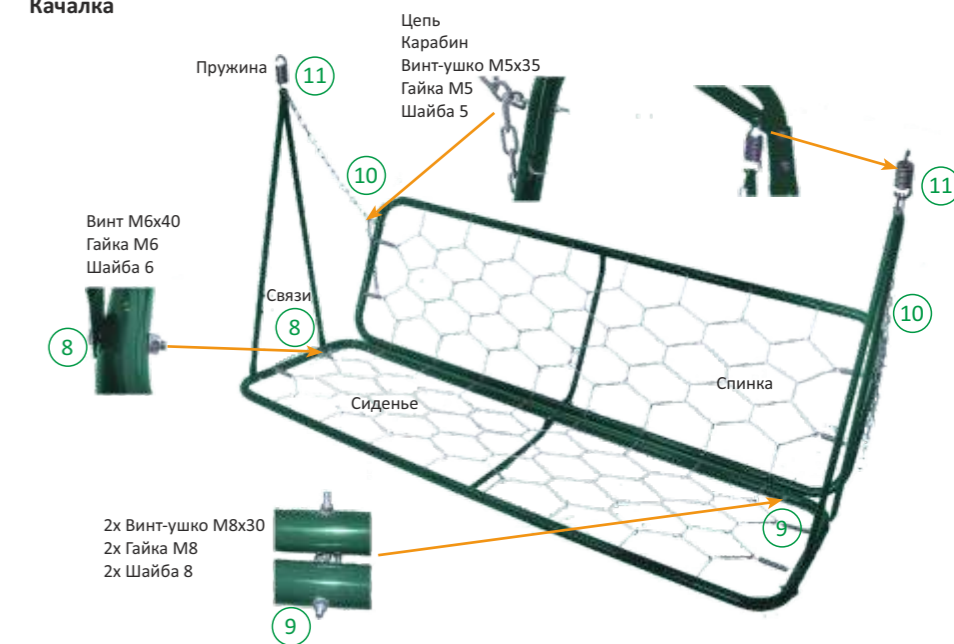 Качалка
Цепь
Карабин
Винт-ушко М5х35
Гайка М5
Шайба 5
Пружина
11
10
11
Винт М6х40
Гайка М6
Шайба 6
8
Связи
8
10
Спинка
Сиденье
2х Винт-ушко М8х30
2х Гайка М8
2х Шайба 8
9
9